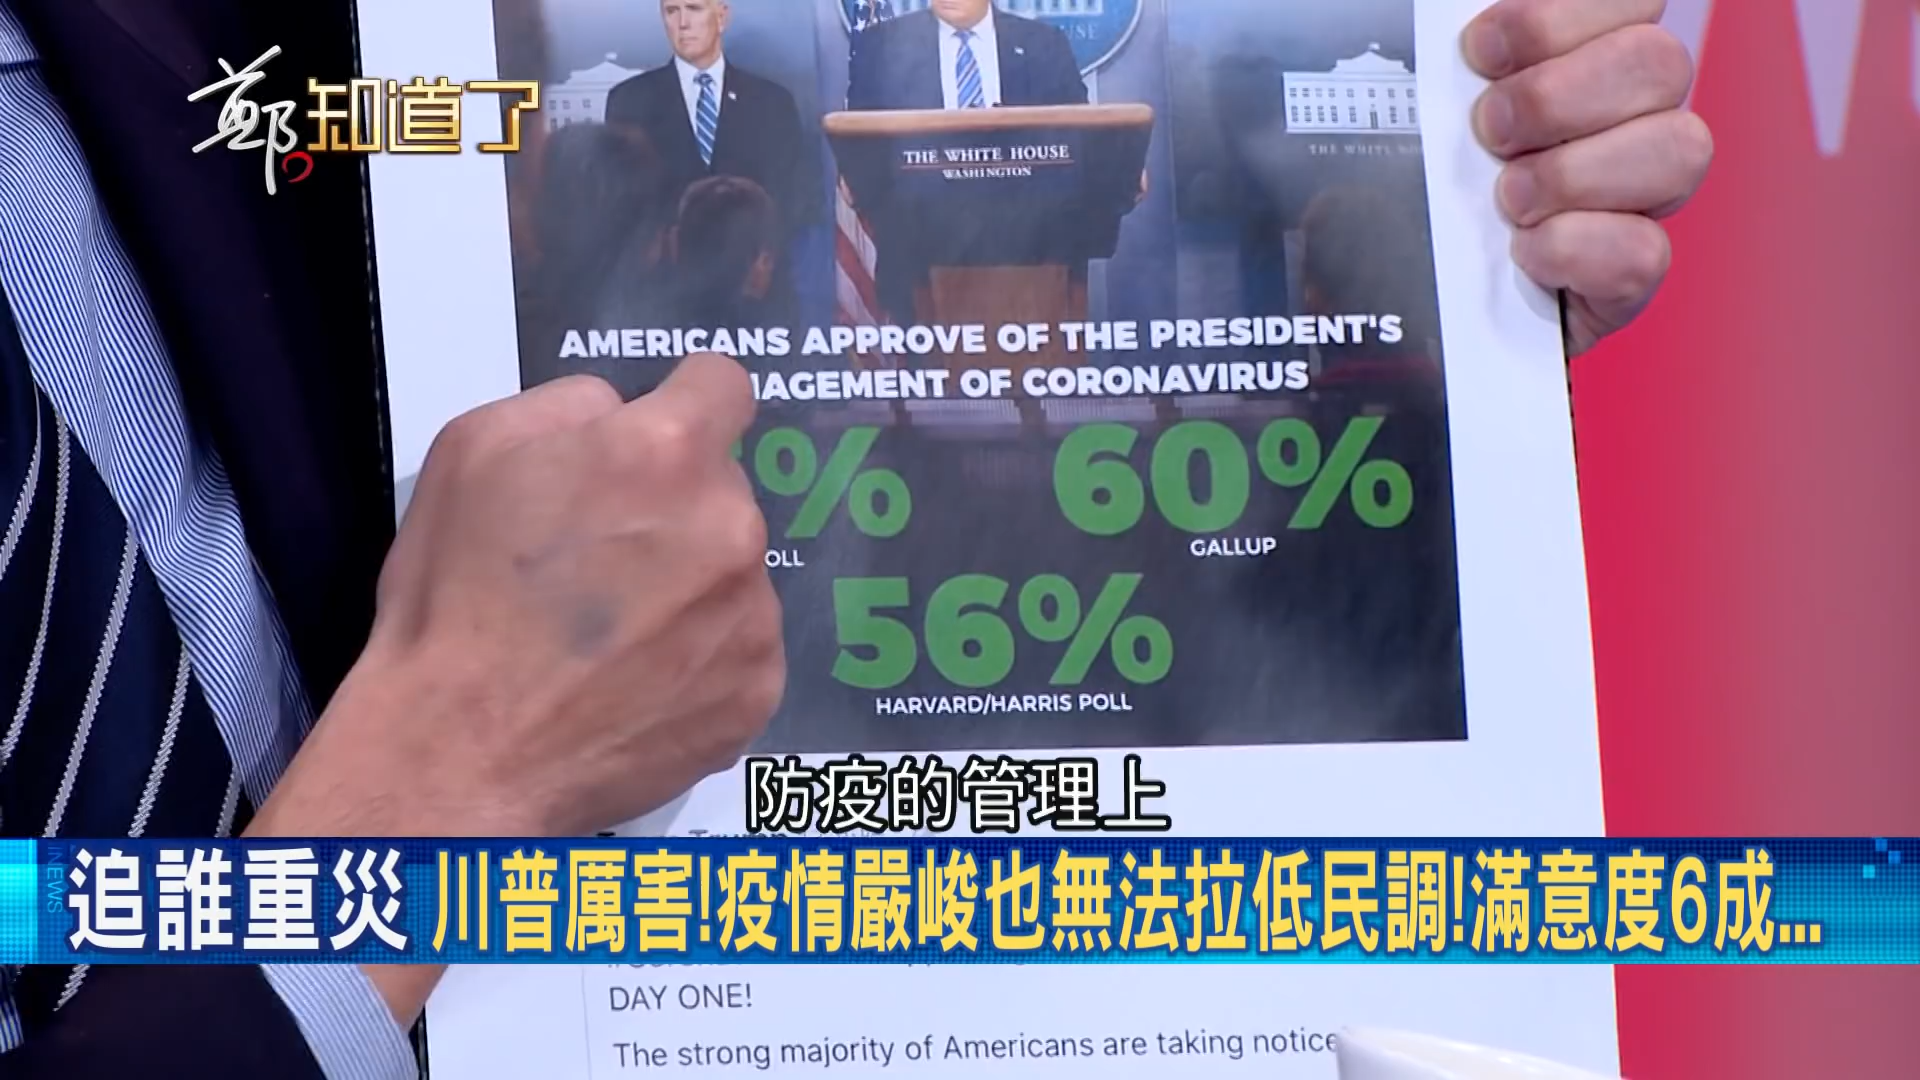 鄭知道了
THE WHITE HOUSE
WASHINGTON
THE WHITE
AMERICANS APPROVE OF THE PRESIDENT'S
OF CORONAVIRUS
% 60%
GALLUP
56%
HARVARD/HARRIS POLL
防疫的管理上
NEWS
追誰重災 川普厲害!疫情嚴峻也無法拉低民調!滿意度6成...
DAY ONE!
The strong majority of Americans are taking notice